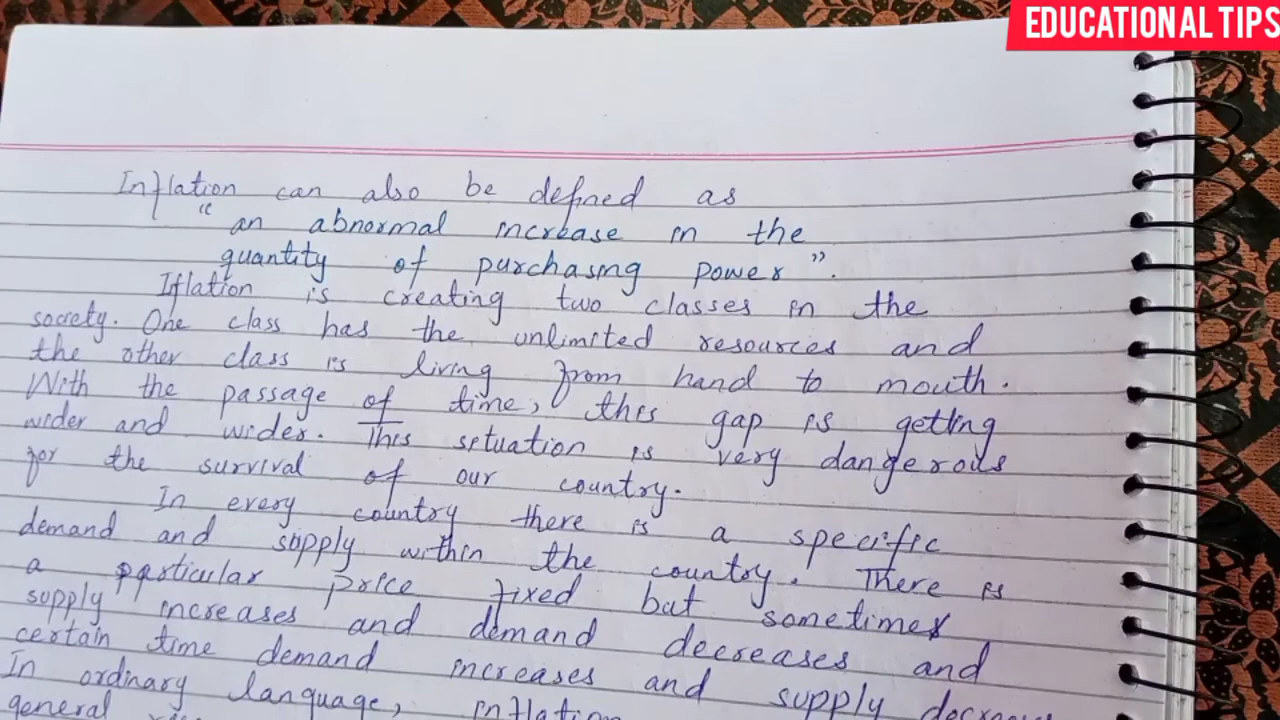 EDUCATIONAL TIPS
Inflation can also be defined as
“ an abnormal increase in the
quantity of purchasing power ”.
Iflation is creating two classes in the
society. One class has the unlimited resources and
the other class is living from hand to mouth.
With the passage of time, this gap is getting
wider and wider. This situation is very dangerous
for the survival of our country.
In every country there is a specific
demand and supply within the country. There is
a particular price fixed but sometimes
supply increases and demand decreases and
certain time demand increases and supply
In ordinary language, inflation
general